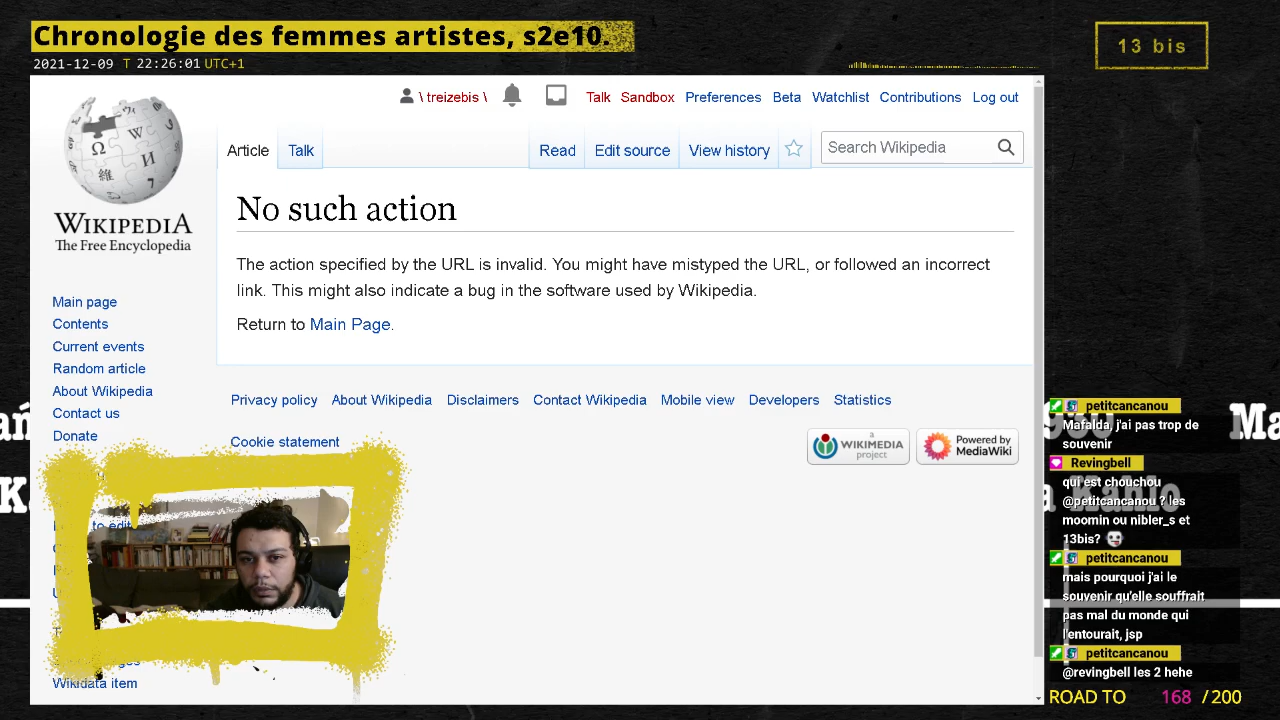 Chronologie des femmes artistes, s2e10.
13 bis
2021-12-09 T 22:26:01 UTC+1
\ treizebis \
Talk
Sandbox
Preferences
Beta
Watchlist
Contributions
Log out
Article
Talk
Read
Edit source
View history
Search Wikipedia
WIKIPEDIA
The Free Encyclopedia
No such action
The action specified by the URL is invalid. You might have mistyped the URL, or followed an incorrect
link. This might also indicate a bug in the software used by Wikipedia.
Return to Main Page.
Main page
Contents
Current events
Random article
About Wikipedia
Contact us
Donate
Wikidata item
Privacy policy
About Wikipedia
Disclaimers
Contact Wikipedia
Mobile view
Developers
Statistics
Cookie statement
a
WIKIMEDIA
project
Powered by
MediaWiki
petitcancanou
Mafalda, j'ai pas trop de
souvenir
Revingbell
qui est chouchou
@petitcancanou ? les
moomin ou nibler_s et
13bis?
petitcancanou
mais pourquoi j'ai le
souvenir qu'elle souffrait
pas mal du monde qui
l'entourait, jsp
petitcancanou
@revingbell les 2 hehe
ROAD TO 168 / 200